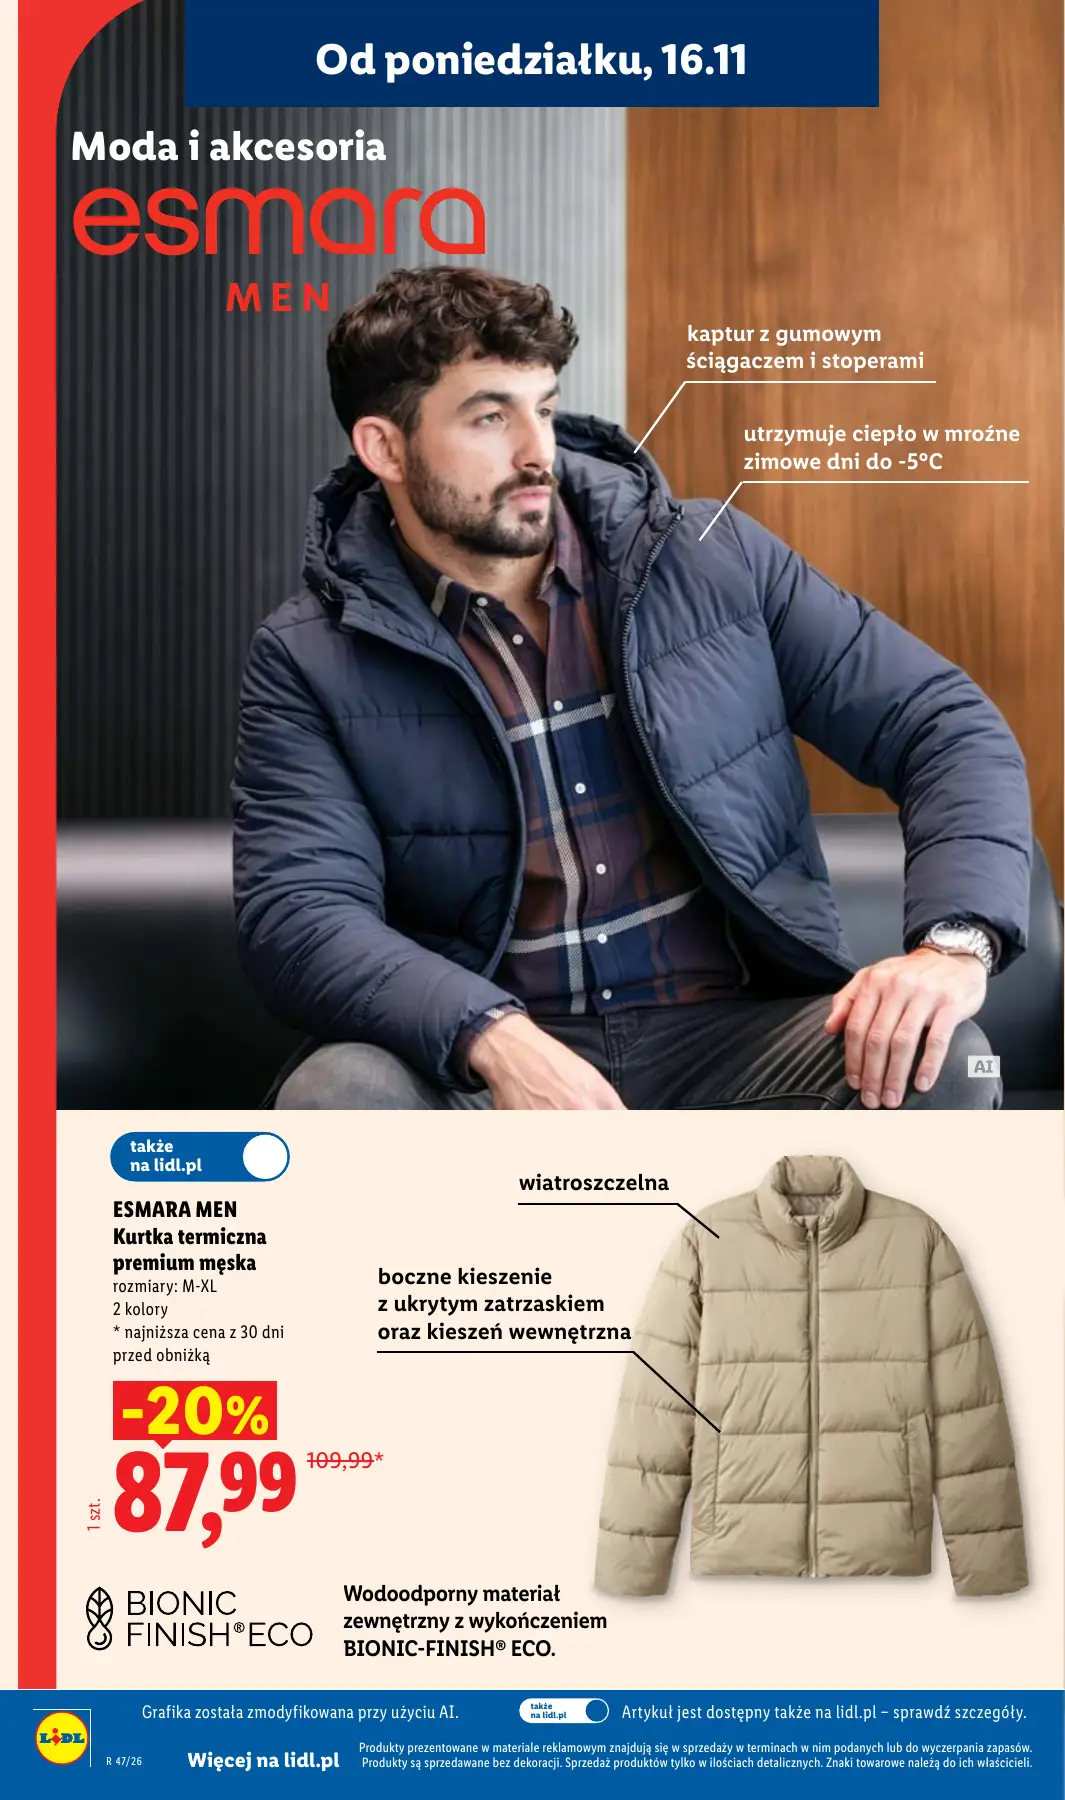 Od poniedziałku, 16.11
Moda i akcesoria
esmara
MEN
kaptur z gumowym
ściągaczem i stoperami
utrzymuje ciepło w mroźne
zimowe dni do -5°C
AI
także
na lidl.pl
ESMARA MEN
Kurtka termiczna
premium męska
rozmiary: M-XL
2 kolory
* najniższa cena z 30 dni
przed obniżką
-20%
109,99*
87,99
1 szt.
wiatroszczelna
boczne kieszenie
z ukrytym zatrzaskiem
oraz kieszeń wewnętrzna
BIONIC
FINISH®ECO
Wodoodporny materiał
zewnętrzny z wykończeniem
BIONIC-FINISH® ECO.
Grafika została zmodyfikowana przy użyciu AI.
także
na lidl.pl
Artykuł jest dostępny także na lidl.pl – sprawdź szczegóły.
LIDL
R 47/26
Więcej na lidl.pl
Produkty prezentowane w materiale reklamowym znajdują się w sprzedaży w terminach w nim podanych lub do wyczerpania zapasów.
Produkty są sprzedawane bez dekoracji. Sprzedaż produktów tylko w ilościach detalicznych. Znaki towarowe należą do ich właścicieli.